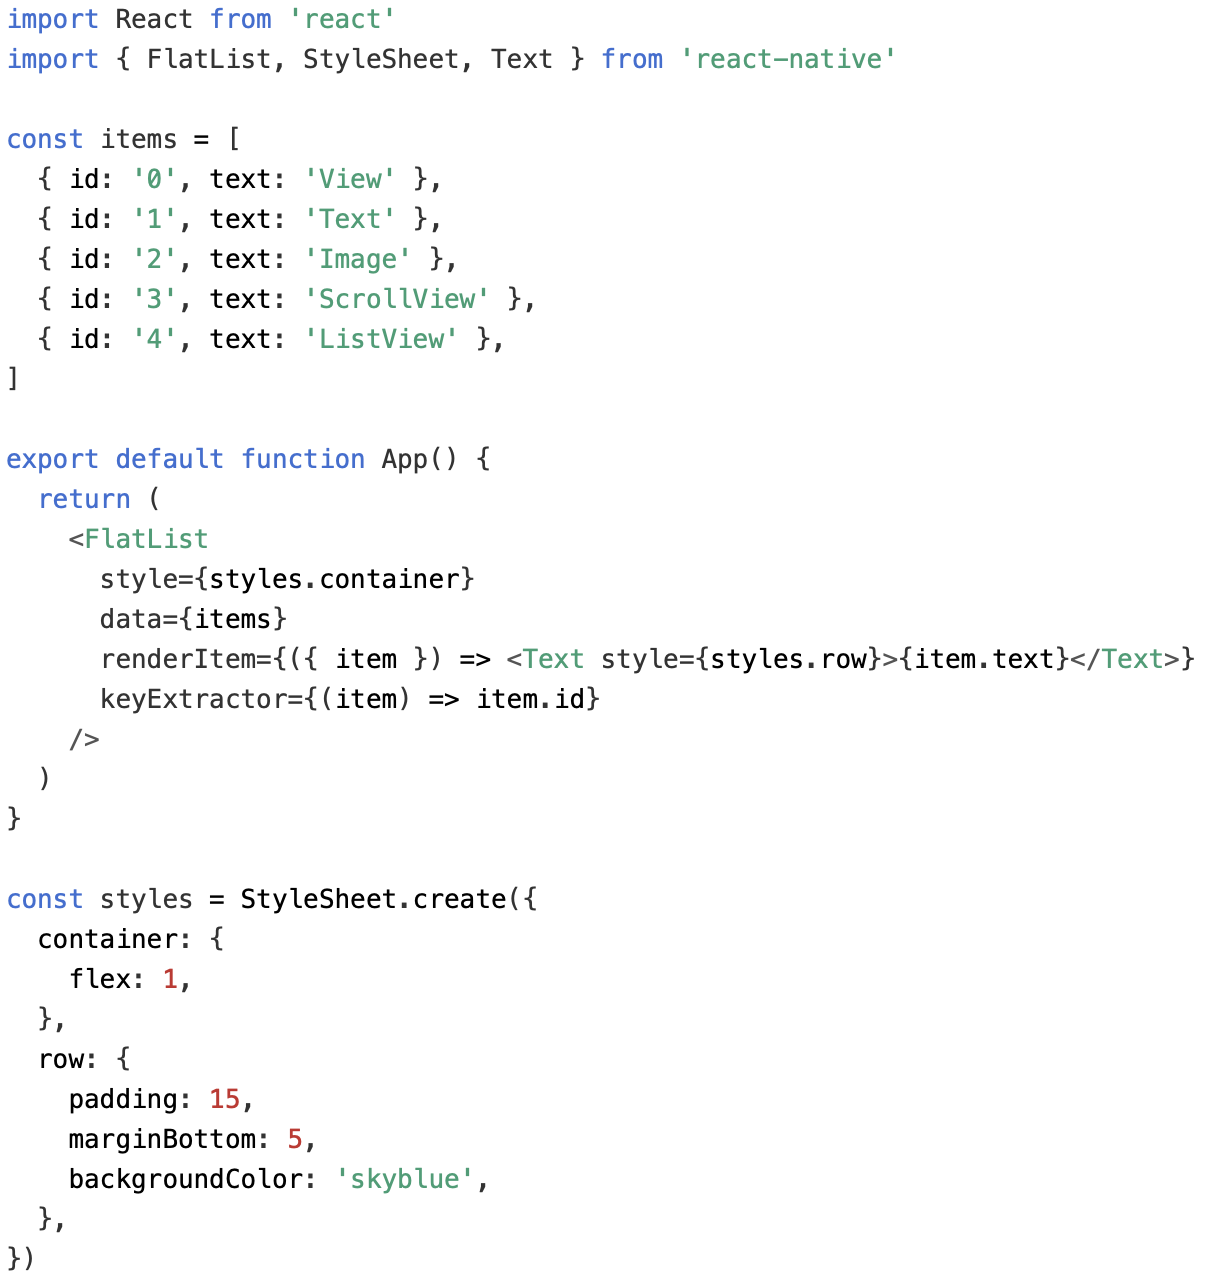 import React from 'react'
import { FlatList, StyleSheet, Text } from 'react-native'

const items = [
  { id: '0', text: 'View' },
  { id: '1', text: 'Text' },
  { id: '2', text: 'Image' },
  { id: '3', text: 'ScrollView' },
  { id: '4', text: 'ListView' },
]

export default function App() {
  return (
    <FlatList
      style={styles.container}
      data={items}
      renderItem={({ item }) => <Text style={styles.row}>{item.text}</Text>}
      keyExtractor={(item) => item.id}
    />
  )
}

const styles = StyleSheet.create({
  container: {
    flex: 1,
  },
  row: {
    padding: 15,
    marginBottom: 5,
    backgroundColor: 'skyblue',
  },
})